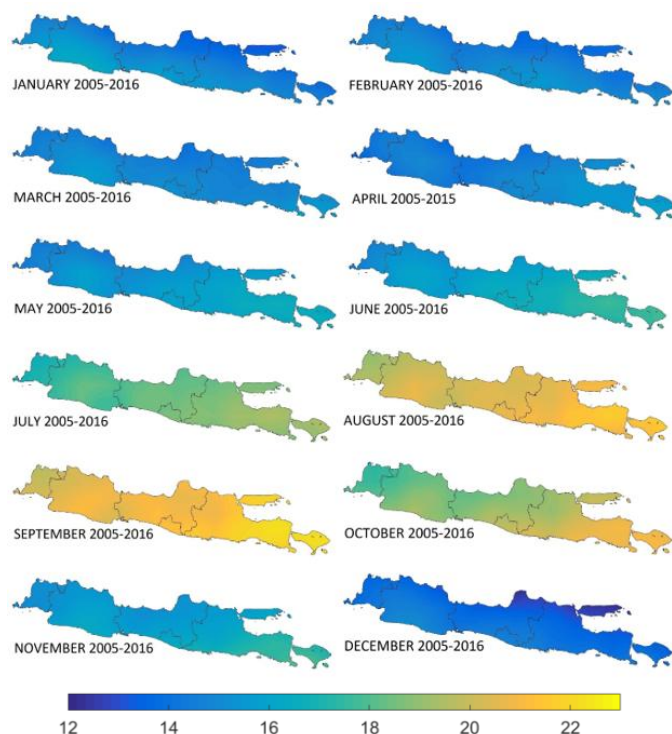 JANUARY 2005-2016
FEBRUARY 2005-2016
MARCH 2005-2016
APRIL 2005-2015
MAY 2005-2016
JUNE 2005-2016
JULY 2005-2016
AUGUST 2005-2016
SEPTEMBER 2005-2016
OCTOBER 2005-2016
NOVEMBER 2005-2016
DECEMBER 2005-2016
12 14 16 18 20 22